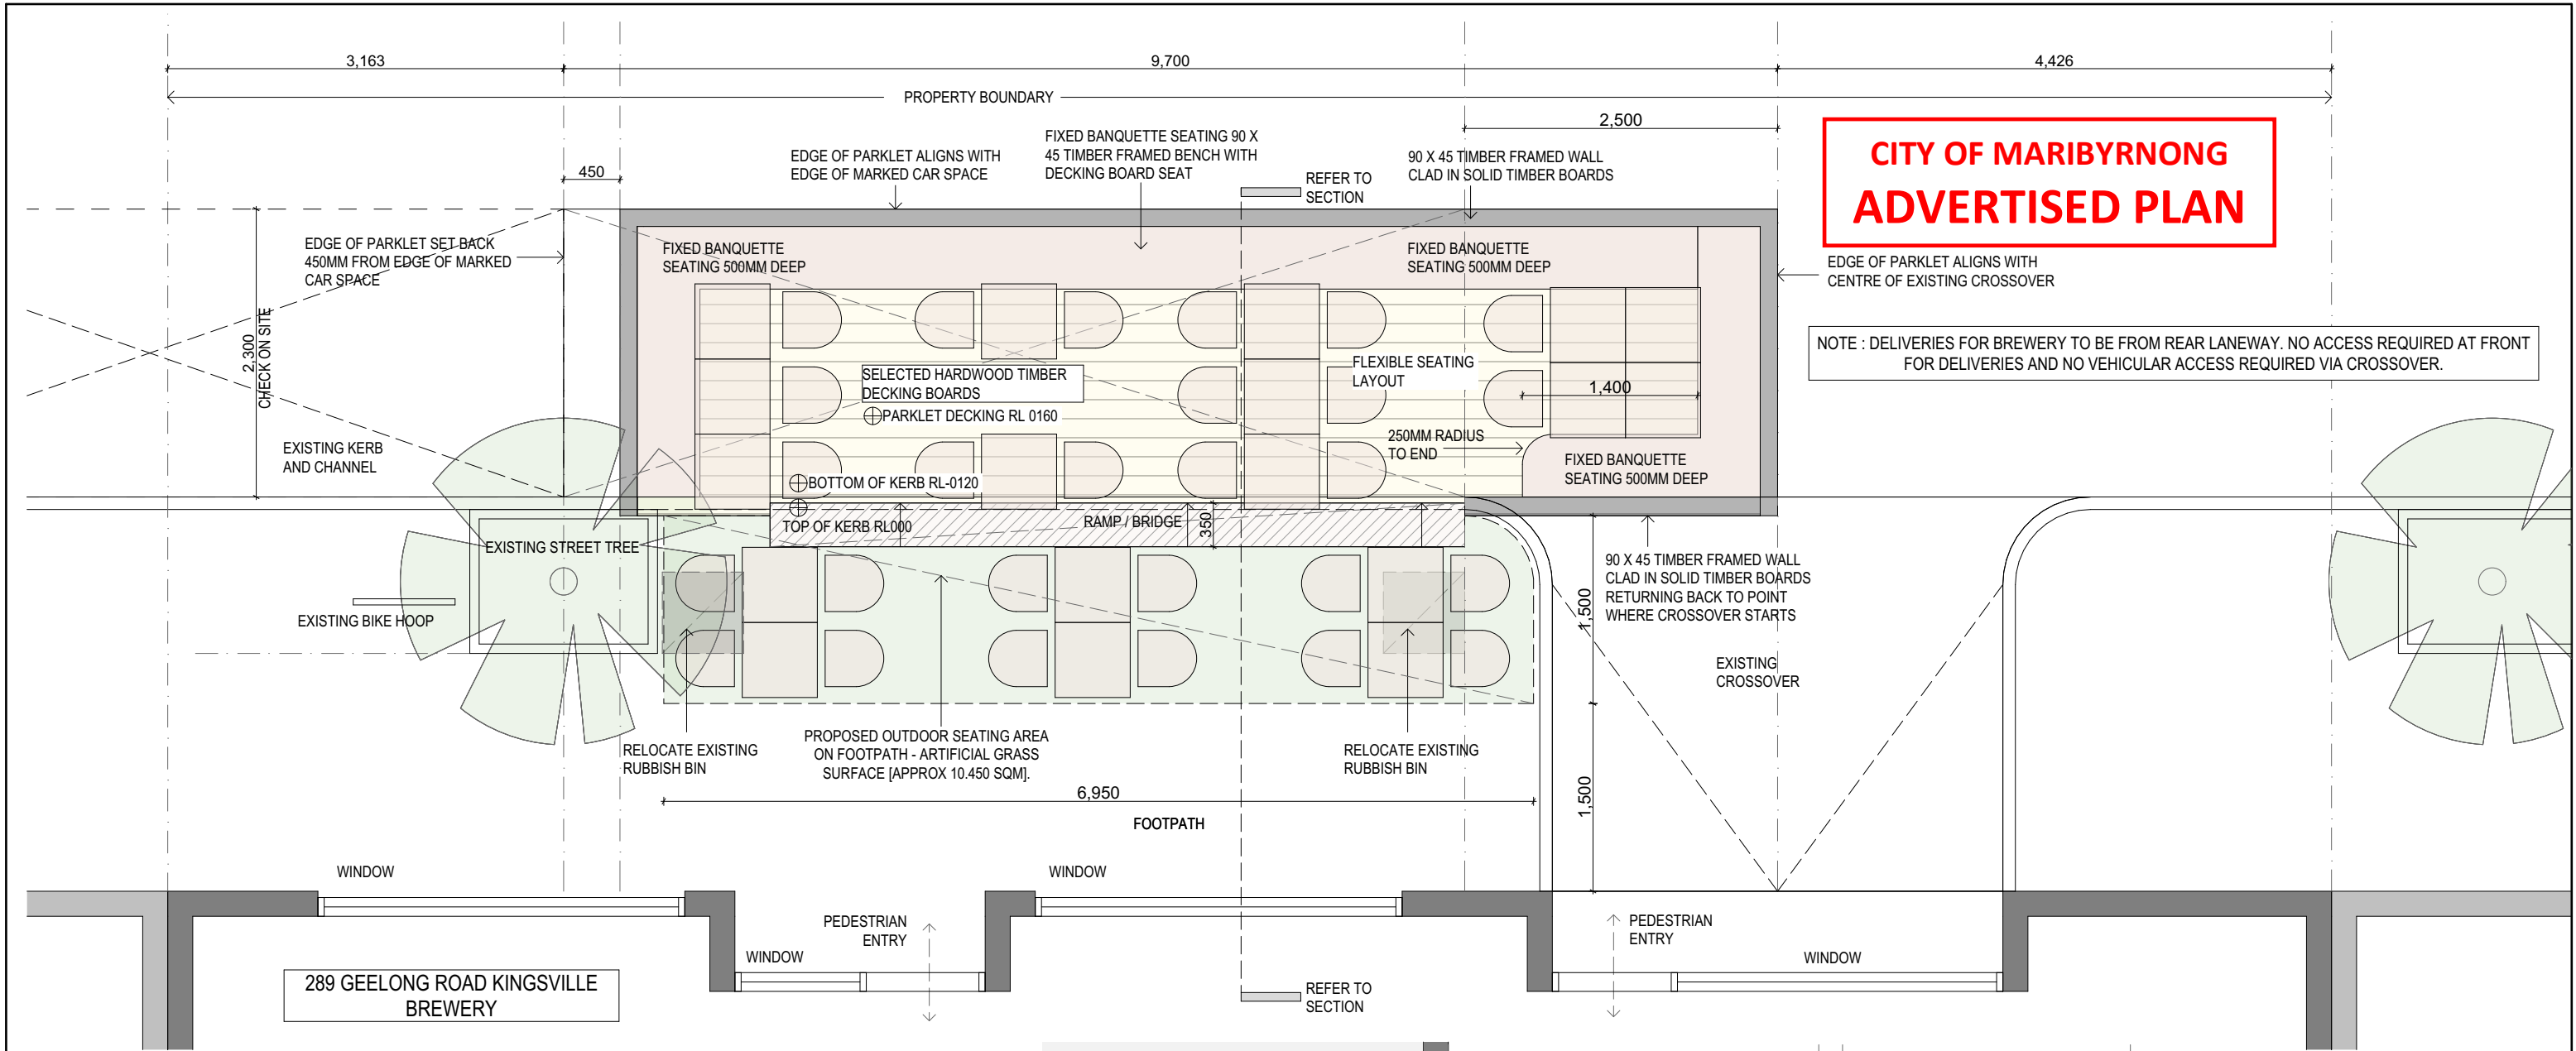 3,163
9,700
4,426
PROPERTY BOUNDARY
2,500
450
EDGE OF PARKLET ALIGNS WITH
EDGE OF MARKED CAR SPACE
FIXED BANQUETTE SEATING 90 X
45 TIMBER FRAMED BENCH WITH
DECKING BOARD SEAT
REFER TO
SECTION
90 X 45 TIMBER FRAMED WALL
CLAD IN SOLID TIMBER BOARDS
CITY OF MARIBYRNONG
ADVERTISED PLAN
EDGE OF PARKLET SET BACK
450MM FROM EDGE OF MARKED
CAR SPACE
FIXED BANQUETTE
SEATING 500MM DEEP
FIXED BANQUETTE
SEATING 500MM DEEP
EDGE OF PARKLET ALIGNS WITH
CENTRE OF EXISTING CROSSOVER
2,300
CHECK ON SITE
NOTE : DELIVERIES FOR BREWERY TO BE FROM REAR LANEWAY. NO ACCESS REQUIRED AT FRONT
FOR DELIVERIES AND NO VEHICULAR ACCESS REQUIRED VIA CROSSOVER.
SELECTED HARDWOOD TIMBER
DECKING BOARDS
PARKLET DECKING RL 0160
FLEXIBLE SEATING
LAYOUT
1,400
250MM RADIUS
TO END
FIXED BANQUETTE
SEATING 500MM DEEP
EXISTING KERB
AND CHANNEL
BOTTOM OF KERB RL-0120
TOP OF KERB RL000
RAMP / BRIDGE
350
EXISTING STREET TREE
EXISTING BIKE HOOP
90 X 45 TIMBER FRAMED WALL
CLAD IN SOLID TIMBER BOARDS
RETURNING BACK TO POINT
WHERE CROSSOVER STARTS
1,500
EXISTING
CROSSOVER
RELOCATE EXISTING
RUBBISH BIN
PROPOSED OUTDOOR SEATING AREA
ON FOOTPATH - ARTIFICIAL GRASS
SURFACE [APPROX 10.450 SQM].
RELOCATE EXISTING
RUBBISH BIN
6,950
1,500
FOOTPATH
WINDOW
WINDOW
PEDESTRIAN
ENTRY
PEDESTRIAN
ENTRY
WINDOW
WINDOW
289 GEELONG ROAD KINGSVILLE
BREWERY
REFER TO
SECTION